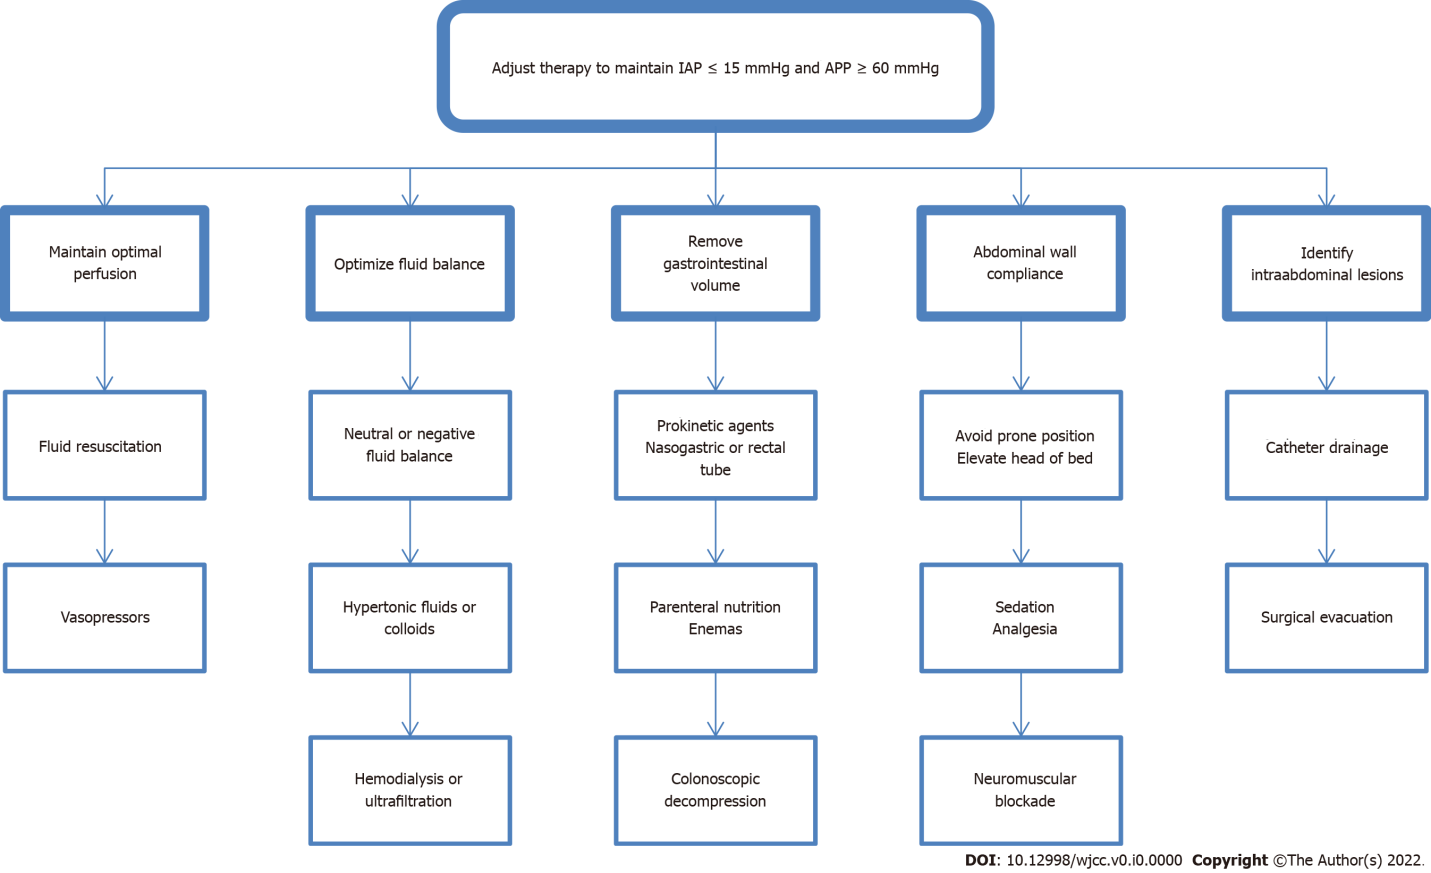 Adjust therapy to maintain IAP ≤ 15 mmHg and APP ≥ 60 mmHg
Maintain optimal
perfusion
Optimize fluid balance
Remove
gastrointestinal
volume
Abdominal wall
compliance
Identify
intraabdominal lesions
Fluid resuscitation
Neutral or negative
fluid balance
Prokinetic agents
Nasogastric or rectal
tube
Avoid prone position
Elevate head of bed
Catheter drainage
Vasopressors
Hypertonic fluids or
colloids
Parenteral nutrition
Enemas
Sedation
Analgesia
Surgical evacuation
Hemodialysis or
ultrafiltration
Colonoscopic
decompression
Neuromuscular
blockade
DOI: 10.12998/wjcc.v0.i0.0000 Copyright ©The Author(s) 2022.